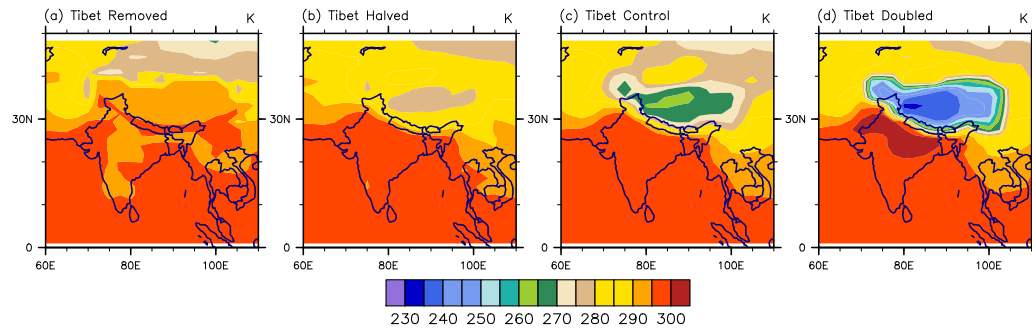 (a) Tibet Removed K
(b) Tibet Halved K
(c) Tibet Control K
(d) Tibet Doubled K
30N 30N 30N 30N
0 0 0 0
60E 80E 100E 60E 80E 100E 60E 80E 100E 60E 80E 100E
230 240 250 260 270 280 290 300